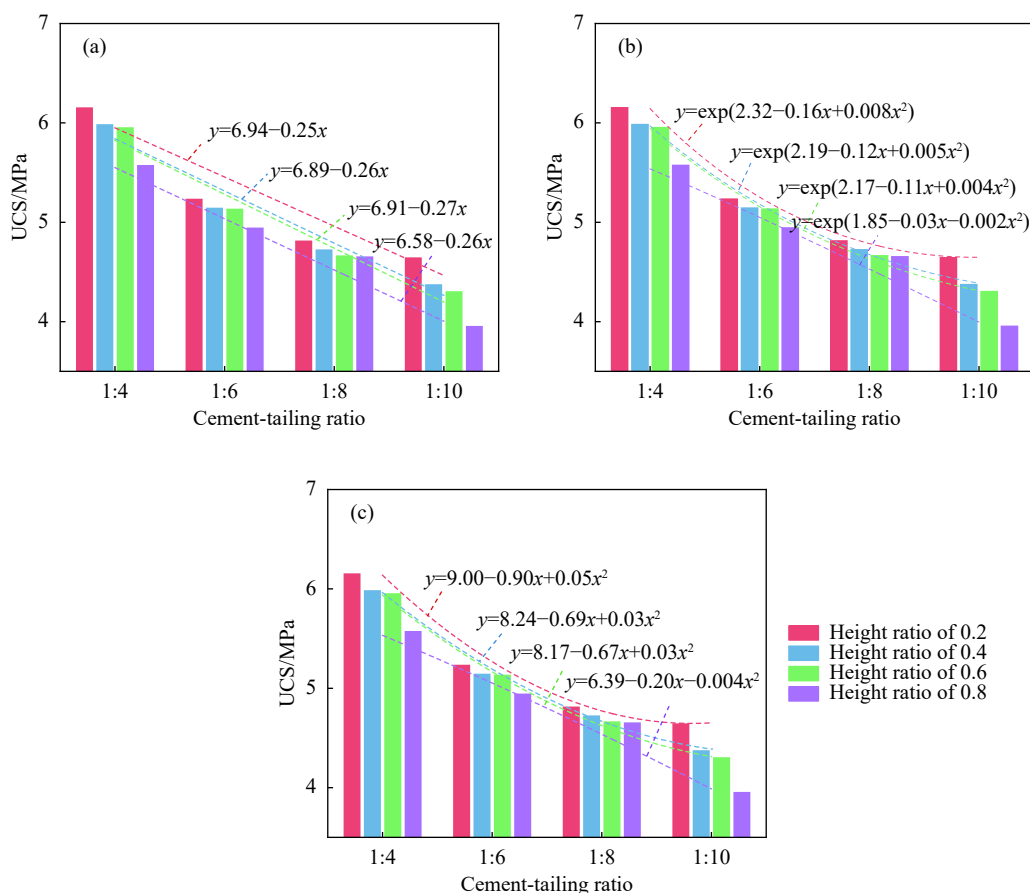 (a)
7
6
5
4
UCS/MPa
y=6.94−0.25x
y=6.89−0.26x
y=6.91−0.27x
y=6.58−0.26x
1:4
1:6
1:8
1:10
Cement-tailing ratio
(b)
7
6
5
4
UCS/MPa
y=exp(2.32−0.16x+0.008x²)
y=exp(2.19−0.12x+0.005x²)
y=exp(2.17−0.11x+0.004x²)
y=exp(1.85−0.03x−0.002x²)
1:4
1:6
1:8
1:10
Cement-tailing ratio
(c)
7
6
5
4
UCS/MPa
y=9.00−0.90x+0.05x²
y=8.24−0.69x+0.03x²
y=8.17−0.67x+0.03x²
y=6.39−0.20x−0.004x²
1:4
1:6
1:8
1:10
Cement-tailing ratio
Height ratio of 0.2
Height ratio of 0.4
Height ratio of 0.6
Height ratio of 0.8